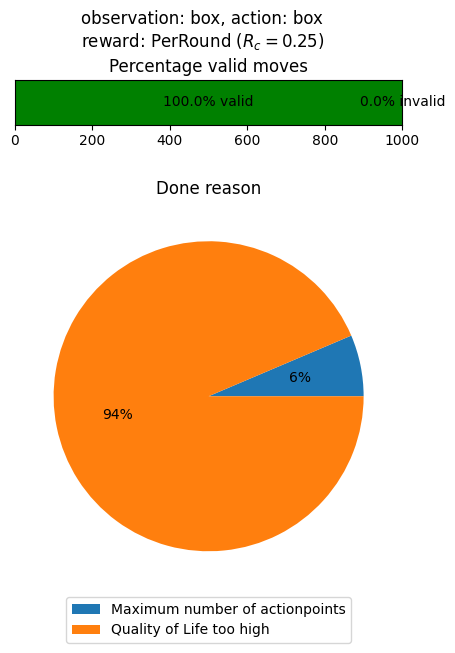 observation: box, action: box
reward: PerRound ($R_c = 0.25$)
Percentage valid moves
100.0% valid 0.0% invalid
0 200 400 600 800 1000
Done reason
6%
94%
Maximum number of actionpoints
Quality of Life too high